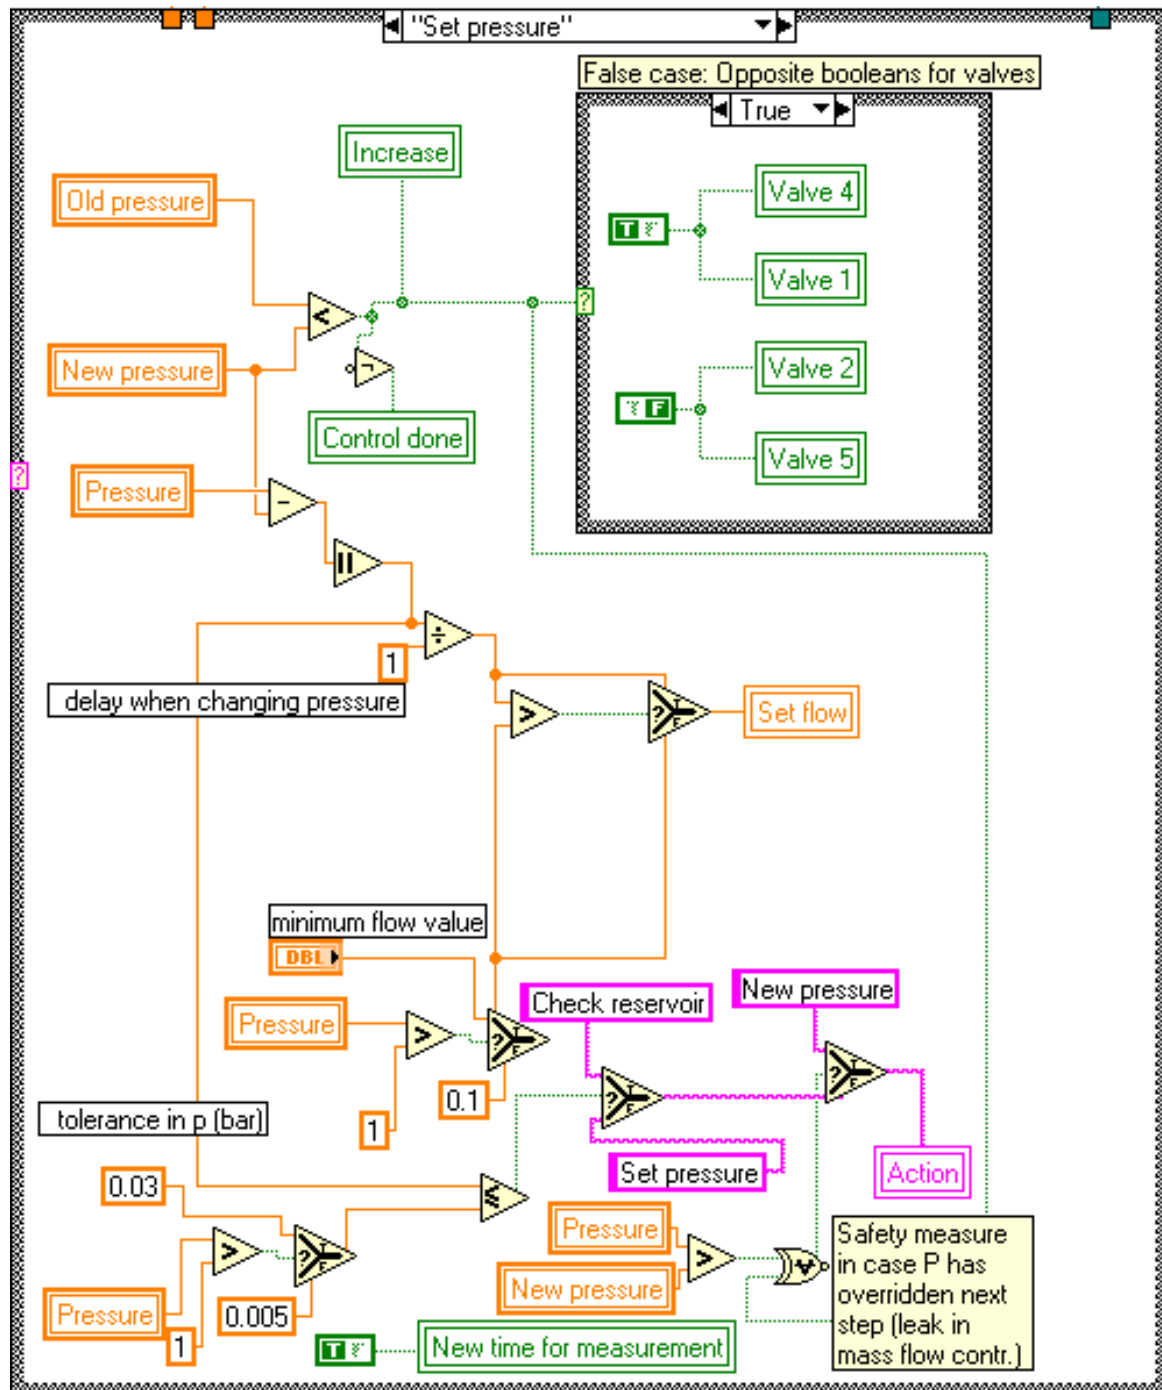 "Set pressure"
False case: Opposite booleans for valves
True
Increase
Old pressure
Valve 4
T
Valve 1
?
<
New pressure
¬
Valve 2
F
Control done
Valve 5
?
Pressure
-
||
÷
1
delay when changing pressure
>
? T F
Set flow
minimum flow value
DBL
Check reservoir
New pressure
Pressure
>
? T F
? T F
0.1
? T F
1
tolerance in p (bar)
Set pressure
Action
0.03
≤
Pressure
>
? T F
>
New pressure
V
Safety measure
in case P has
overridden next
step (leak in
mass flow contr.)
Pressure
0.005
1
T
New time for measurement